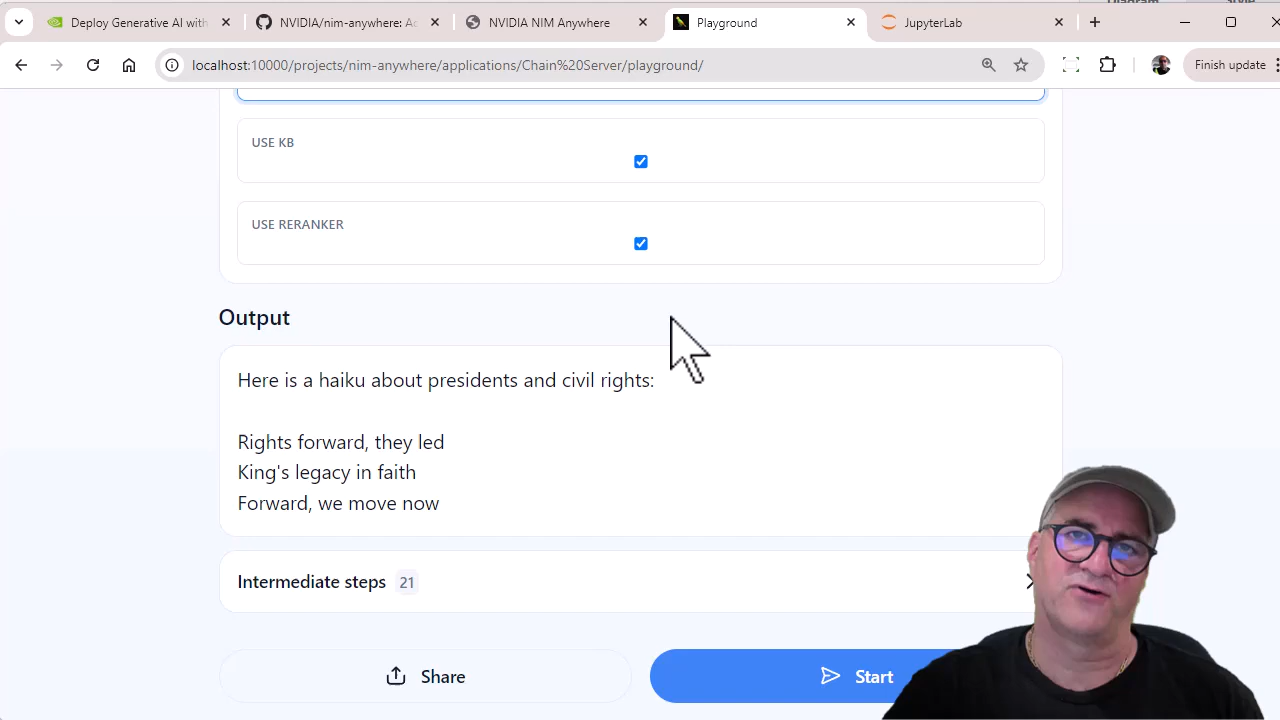 Deploy Generative AI with
NVIDIA/nim-anywhere: Ac
NVIDIA NIM Anywhere
Playground
JupyterLab
localhost:10000/projects/nim-anywhere/applications/Chain%20Server/playground/
Finish update
USE KB
USE RERANKER
Output
Here is a haiku about presidents and civil rights:
Rights forward, they led
King's legacy in faith
Forward, we move now
Intermediate steps 21
Share
Start